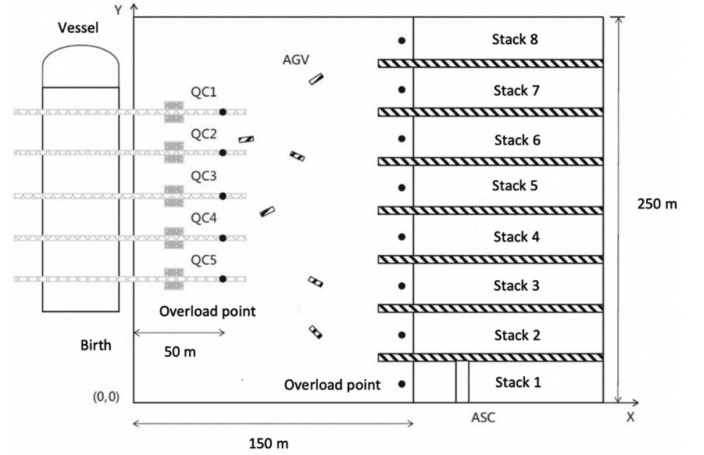 Y
Vessel
Stack 8
AGV
Stack 7
QC1
QC2
Stack 6
QC3
Stack 5
250 m
QC4
Stack 4
QC5
Stack 3
Overload point
Stack 2
Birth
50 m
Overload point
Stack 1
(0,0)
ASC
X
150 m